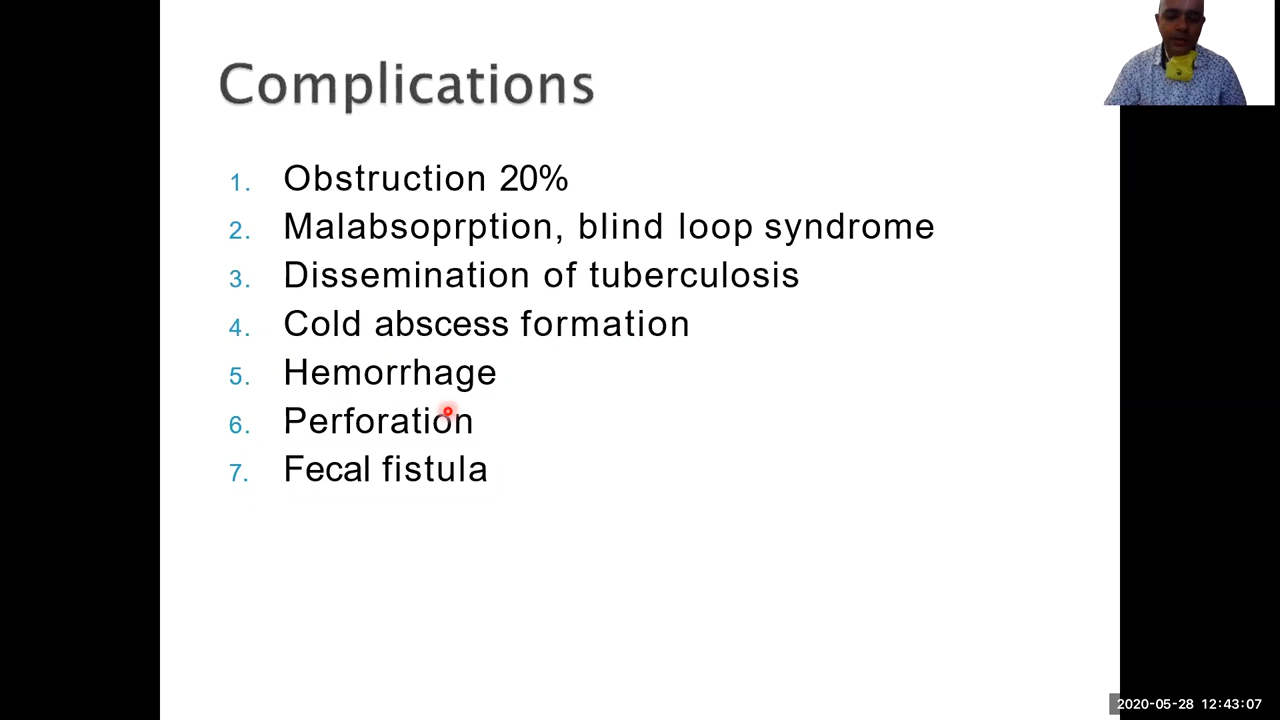 Complications
1. Obstruction 20%
2. Malabsoprption, blind loop syndrome
3. Dissemination of tuberculosis
4. Cold abscess formation
5. Hemorrhage
6. Perforation
7. Fecal fistula
2020-05-28 12:43:07